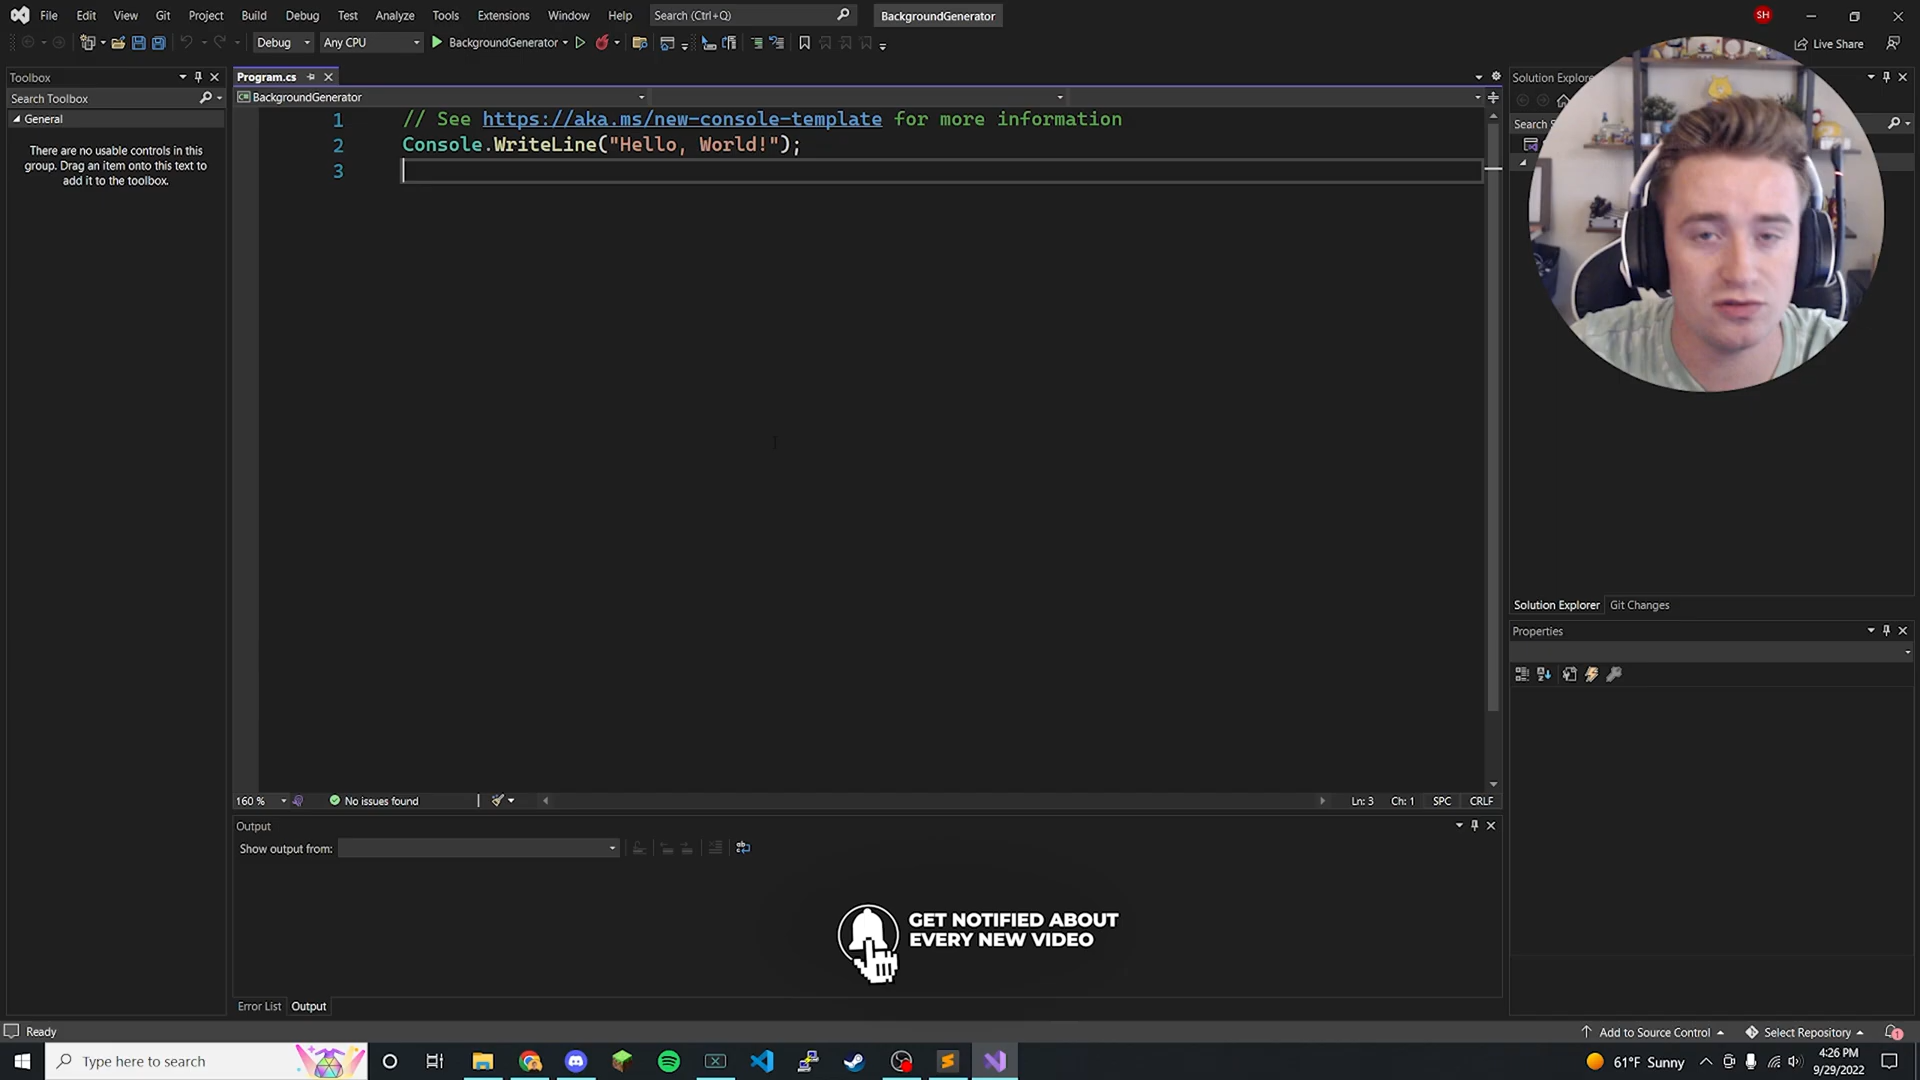 File Edit View Git Project Build Debug Test Analyze Tools Extensions Window Help Search (Ctrl+Q) BackgroundGenerator SH
Debug Any CPU BackgroundGenerator Live Share
Toolbox
Search Toolbox
General
There are no usable controls in this
group. Drag an item onto this text to
add it to the toolbox.
Program.cs
BackgroundGenerator
1 // See https://aka.ms/new-console-template for more information
2 Console.WriteLine("Hello, World!");
3
160 % No issues found Ln: 3 Ch: 1 SPC CRLF
Output
Show output from:
GET NOTIFIED ABOUT
EVERY NEW VIDEO
Error List Output
Solution Explorer
Search
Solution Explorer Git Changes
Properties
Ready Add to Source Control Select Repository 1
Type here to search 61°F Sunny 4:26 PM
9/29/2022